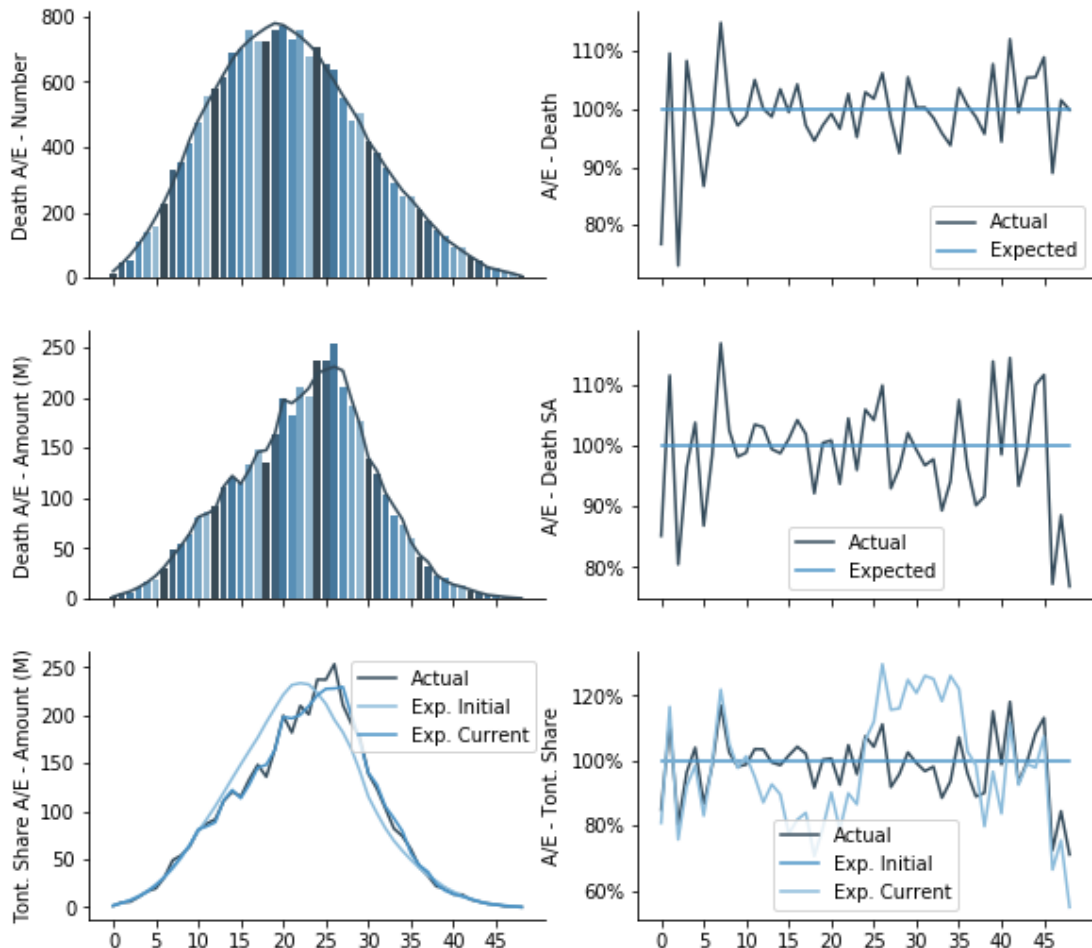 Death A/E - Number
800
600
400
200
0
A/E - Death
110%
100%
90%
80%
Actual
Expected
Death A/E - Amount (M)
250
200
150
100
50
0
A/E - Death SA
110%
100%
90%
80%
Actual
Expected
Tont. Share A/E - Amount (M)
250
200
150
100
50
0
Actual
Exp. Initial
Exp. Current
0 5 10 15 20 25 30 35 40 45
A/E - Tont. Share
120%
100%
80%
60%
Actual
Exp. Initial
Exp. Current
0 5 10 15 20 25 30 35 40 45